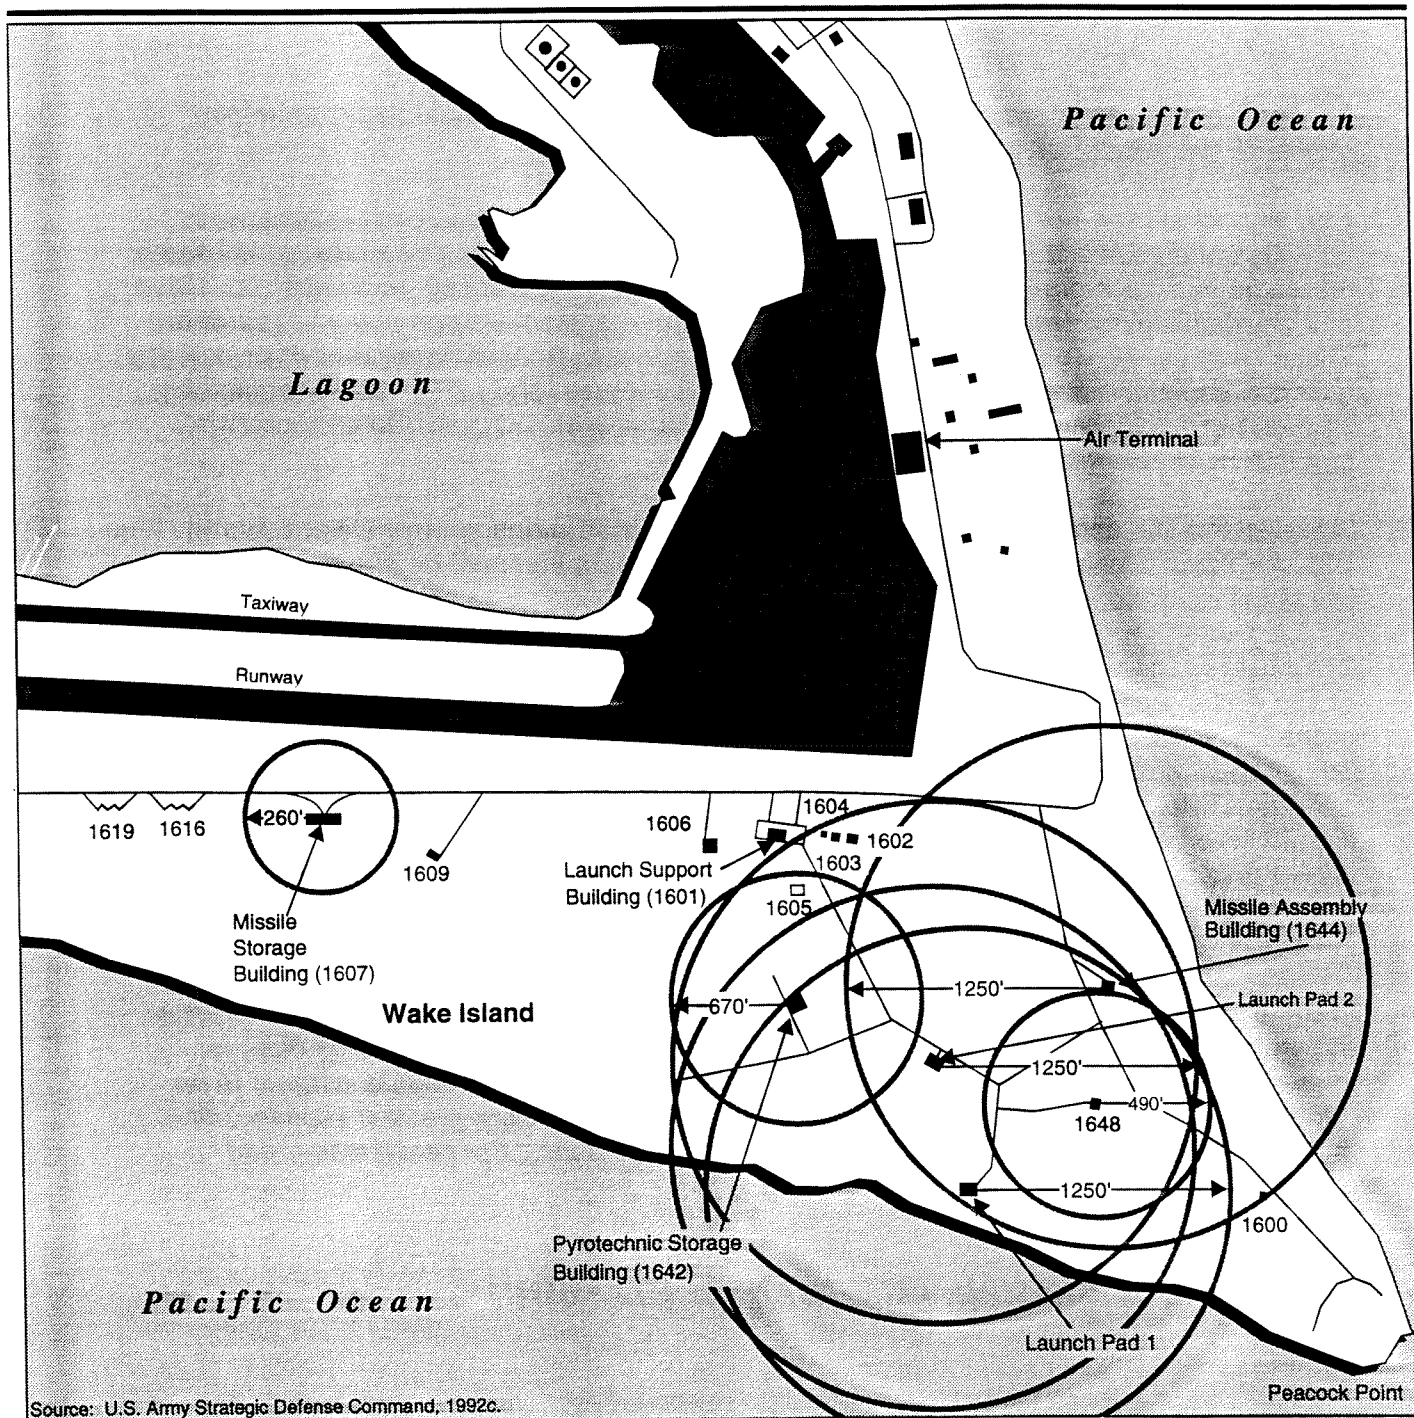 Pacific Ocean
Lagoon
Air Terminal
Taxiway
Runway
260'
1619
1616
1609
1606
1604
1602
1603
Launch Support
Building (1601)
1605
Missile
Storage
Building (1607)
Missile Assembly
Building (1644)
Wake Island
670'
1250'
Launch Pad 2
1250'
490'
1648
1250'
1600
Pyrotechnic Storage
Building (1642)
Pacific Ocean
Launch Pad 1
Peacock Point
Source: U.S. Army Strategic Defense Command, 1992c.